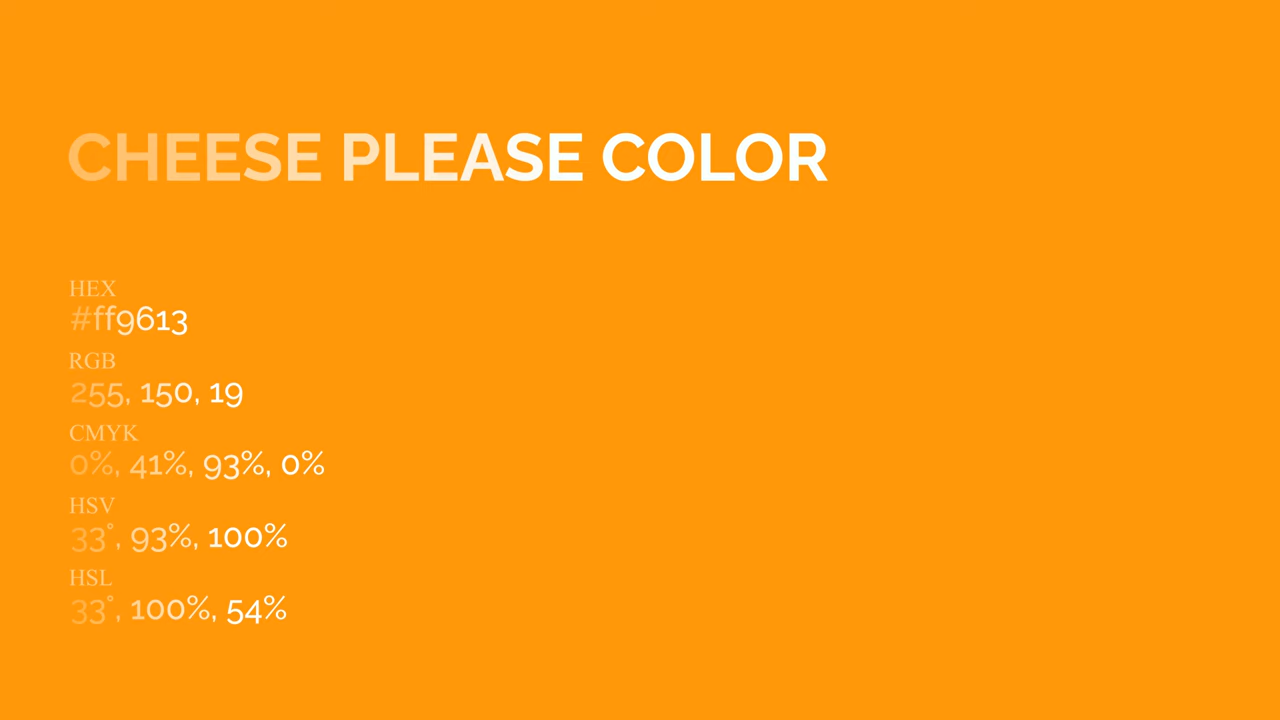 CHEESE PLEASE COLOR
HEX
#ff9613
RGB
255, 150, 19
CMYK
0%, 41%, 93%, 0%
HSV
33°, 93%, 100%
HSL
33°, 100%, 54%